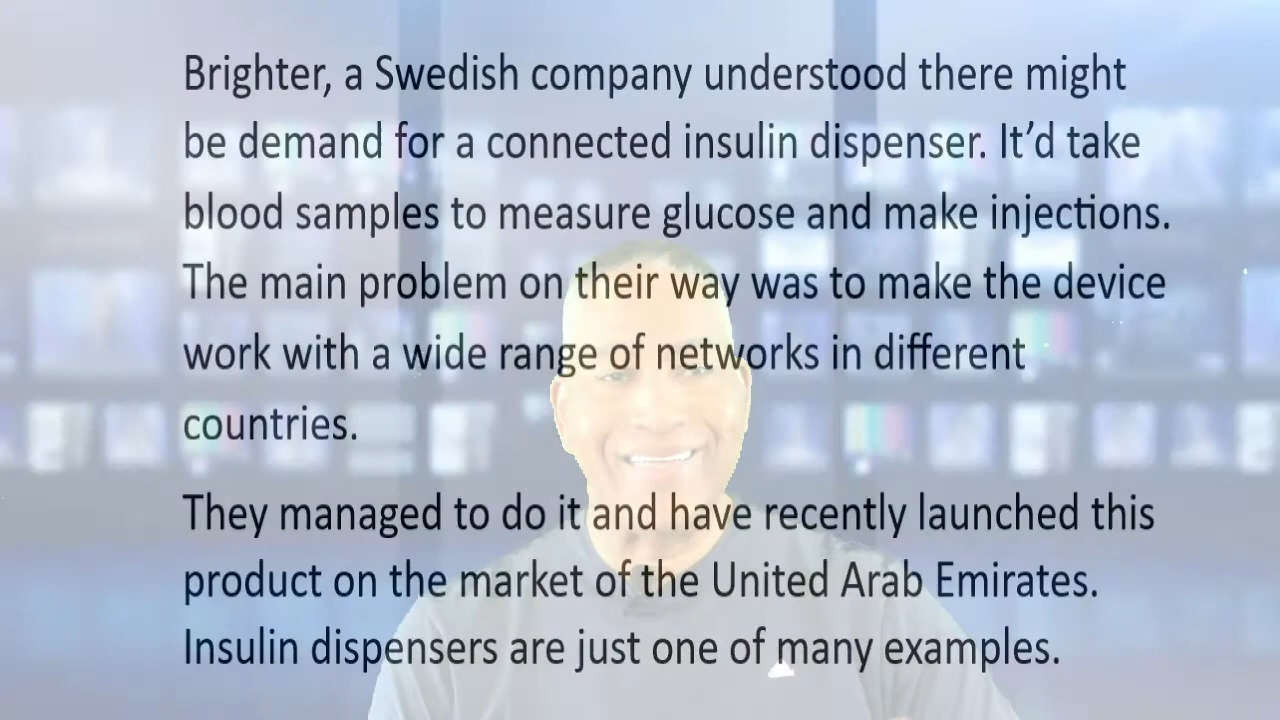 Brighter, a Swedish company understood there might
be demand for a connected insulin dispenser. It’d take
blood samples to measure glucose and make injections.
The main problem on their way was to make the device
work with a wide range of networks in different
countries.
They managed to do it and have recently launched this
product on the market of the United Arab Emirates.
Insulin dispensers are just one of many examples.